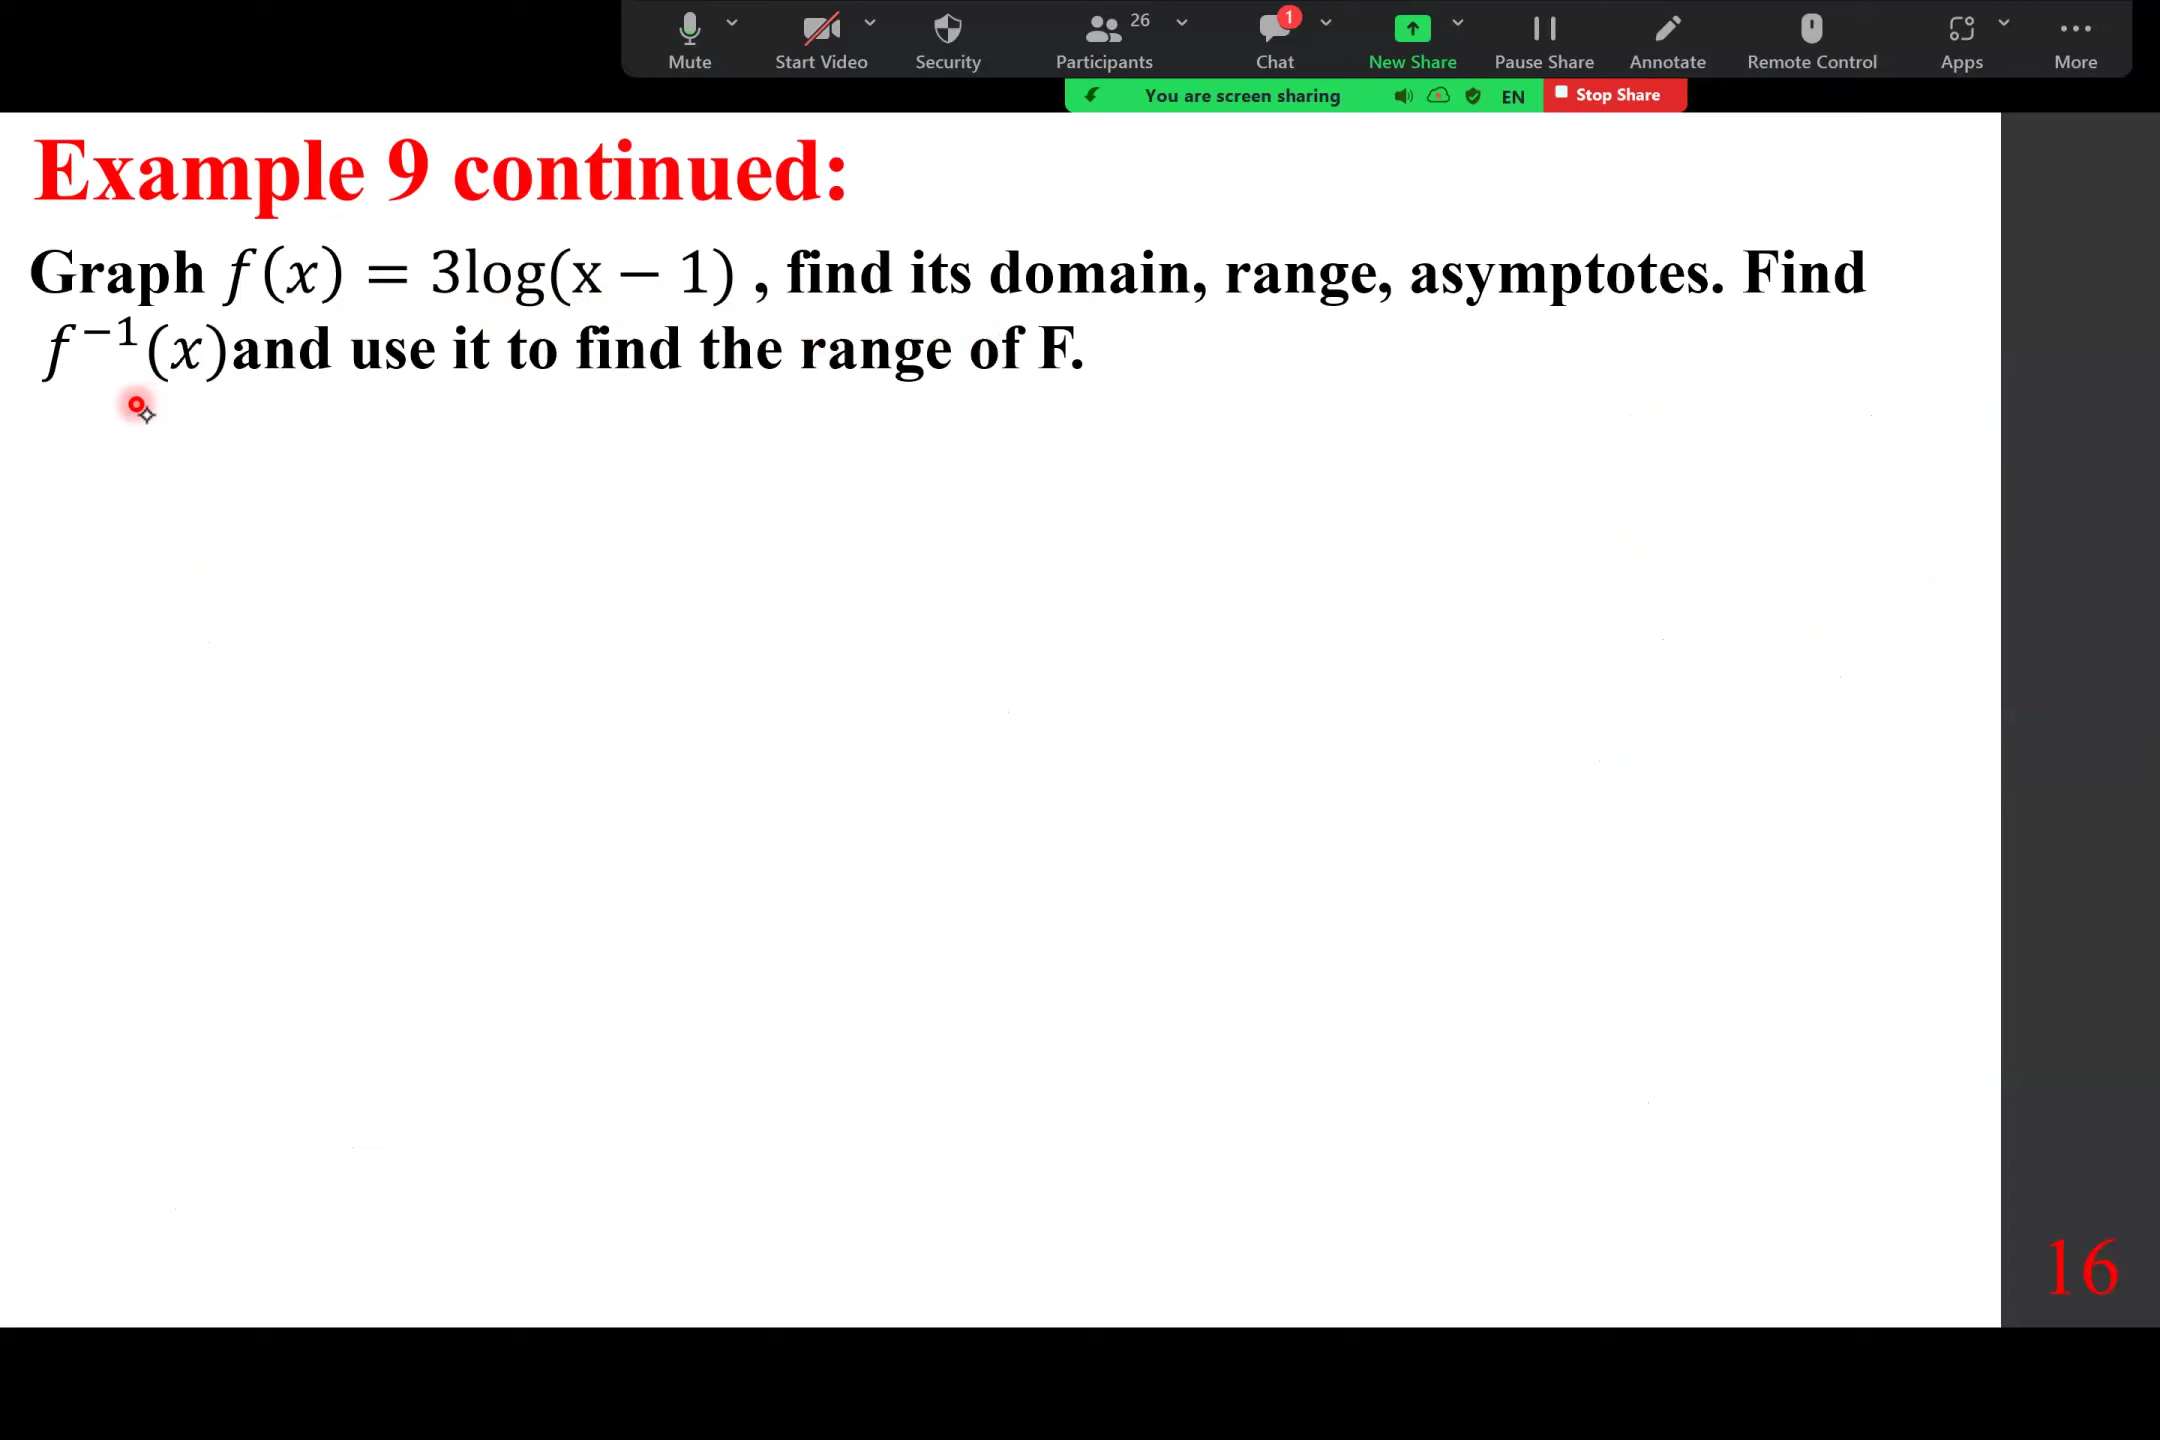 Mute
Start Video
Security
Participants 26
Chat 1
New Share
Pause Share
Annotate
Remote Control
Apps
More
You are screen sharing EN Stop Share
Example 9 continued:
Graph f(x) = 3log(x − 1) , find its domain, range, asymptotes. Find
f⁻¹(x)and use it to find the range of F.
16